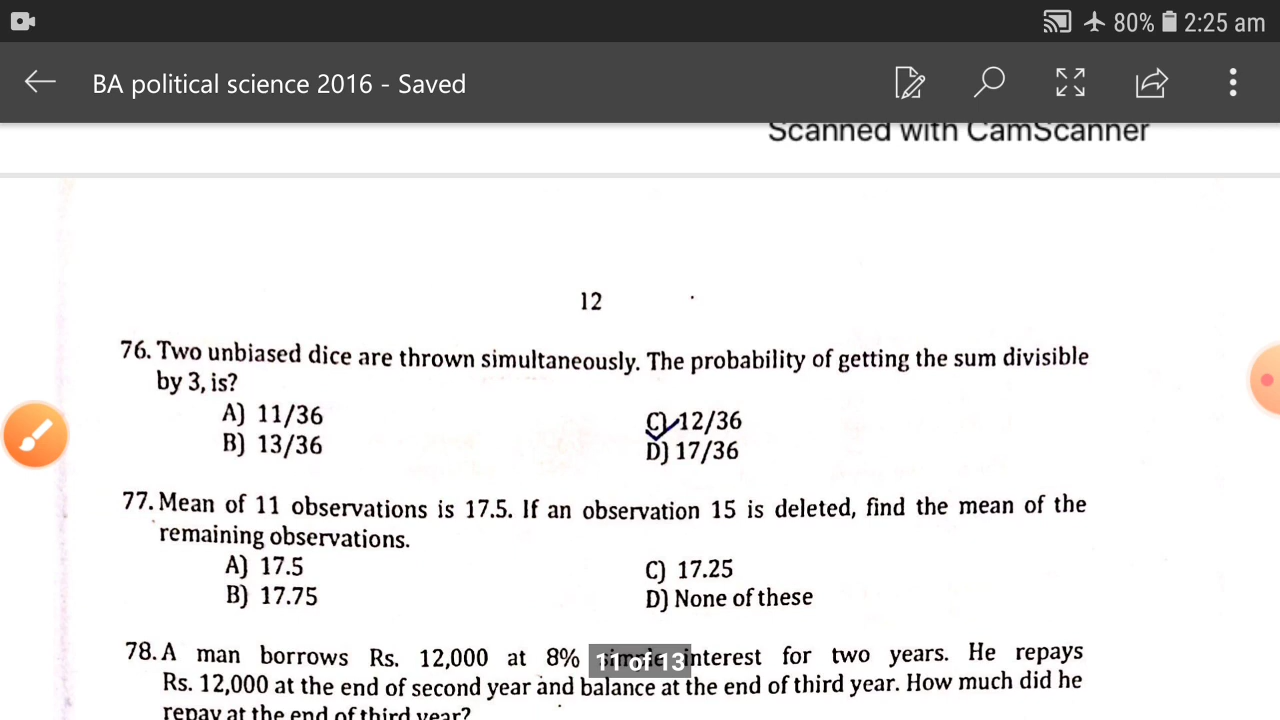 80% 2:25 am
BA political science 2016 - Saved
Scanned with CamScanner
12
76. Two unbiased dice are thrown simultaneously. The probability of getting the sum divisible
by 3, is?
A) 11/36
B) 13/36
C) 12/36
D) 17/36
77. Mean of 11 observations is 17.5. If an observation 15 is deleted, find the mean of the
remaining observations.
A) 17.5
B) 17.75
C) 17.25
D) None of these
78. A man borrows Rs. 12,000 at 8% simple interest for two years. He repays
11 of 13
Rs. 12,000 at the end of second year and balance at the end of third year. How much did he
repay at the end of third year?